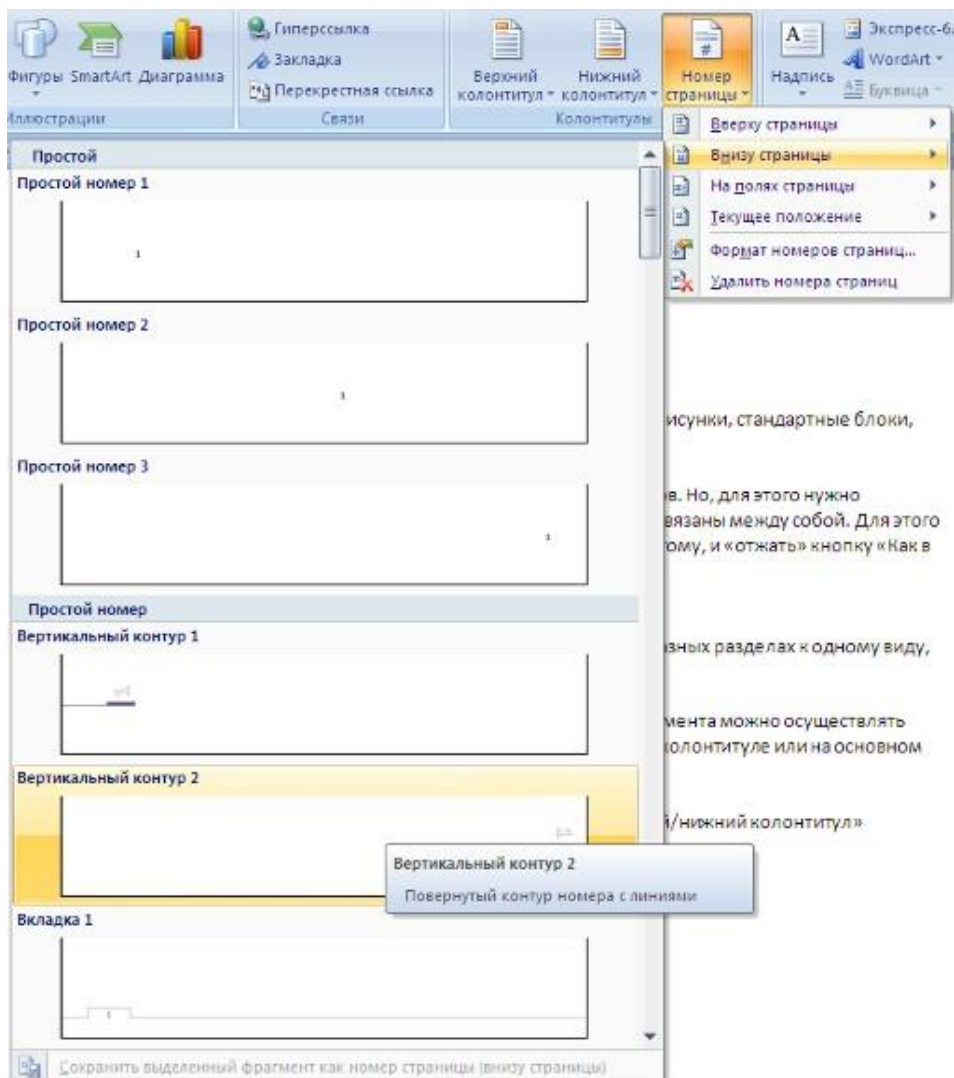 Гиперссылка
Закладка
Перекрестная ссылка
Фигуры SmartArt Диаграмма
Верхний колонтитул
Нижний колонтитул
Номер страницы
Надпись
Экспресс-б
WordArt
Буквица
Иллюстрации
Связи
Колонтитулы
Вверху страницы
Внизу страницы
На полях страницы
Текущее положение
Формат номеров страниц...
Удалить номера страниц
Простой
Простой номер 1
1
Простой номер 2
1
Простой номер 3
1
Простой номер
Вертикальный контур 1
Вертикальный контур 2
Вертикальный контур 2
Повернутый контур номера с линиями
Вкладка 1
1
Сохранить выделенный фрагмент как номер страницы (внизу страницы)
исунки, стандартные блоки,
в. Но, для этого нужно
вязаны между собой. Для этого
ому, и «отжать» кнопку «Как в
зных разделах к одному виду,
мента можно осуществлять
олонтитуле или на основном
й/нижний колонтитул»